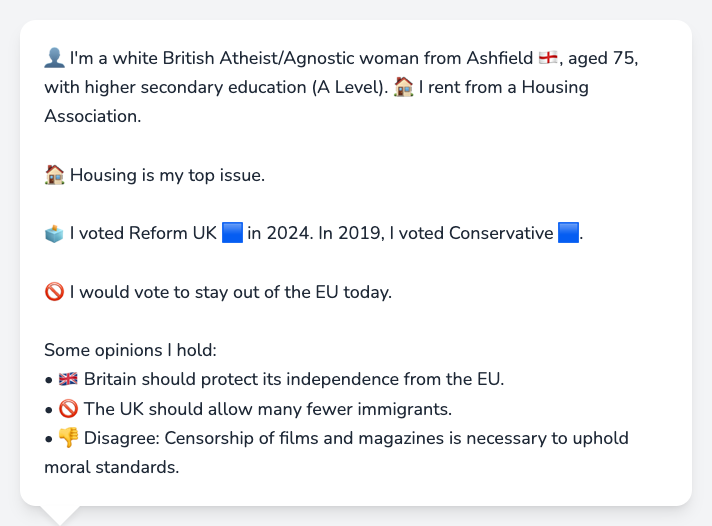 👤 I'm a white British Atheist/Agnostic woman from Ashfield 🏴󠁧󠁢󠁥󠁮󠁧󠁿, aged 75,
with higher secondary education (A Level). 🏠 I rent from a Housing
Association.
🏠 Housing is my top issue.
🗳️ I voted Reform UK 🟦 in 2024. In 2019, I voted Conservative 🟦.
🚫 I would vote to stay out of the EU today.
Some opinions I hold:
• 🇬🇧 Britain should protect its independence from the EU.
• 🚫 The UK should allow many fewer immigrants.
• 👎 Disagree: Censorship of films and magazines is necessary to uphold
moral standards.